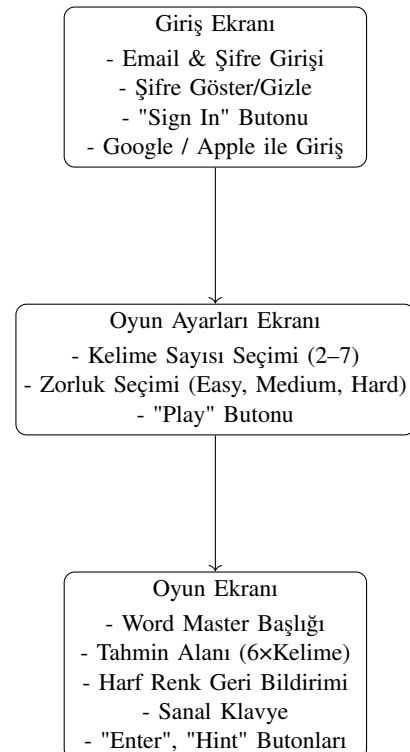 Giriş Ekranı
- Email & Şifre Girişi
- Şifre Göster/Gizle
- "Sign In" Butonu
- Google / Apple ile Giriş
Oyun Ayarları Ekranı
- Kelime Sayısı Seçimi (2–7)
- Zorluk Seçimi (Easy, Medium, Hard)
- "Play" Butonu
Oyun Ekranı
- Word Master Başlığı
- Tahmin Alanı (6×Kelime)
- Harf Renk Geri Bildirimi
- Sanal Klavye
- "Enter", "Hint" Butonları